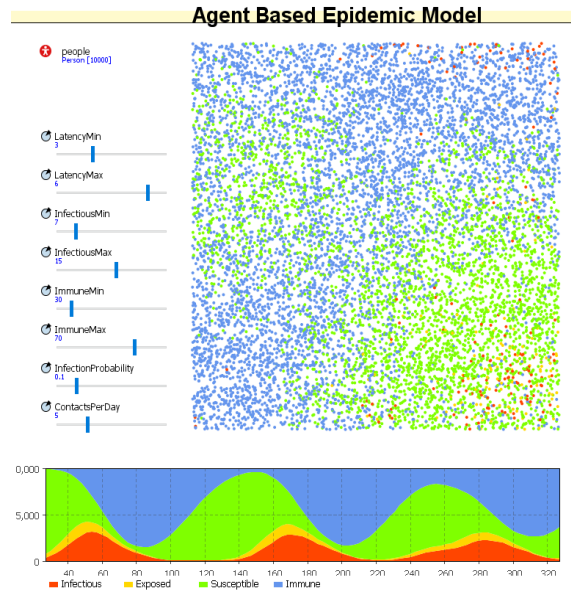 Agent Based Epidemic Model
people
Person [10000]
LatencyMin
3
LatencyMax
6
InfectiousMin
7
InfectiousMax
15
ImmuneMin
30
ImmuneMax
70
InfectionProbability
0.1
ContactsPerDay
5
0,000
5,000
0
40 60 80 100 120 140 160 180 200 220 240 260 280 300 320
Infectious Exposed Susceptible Immune